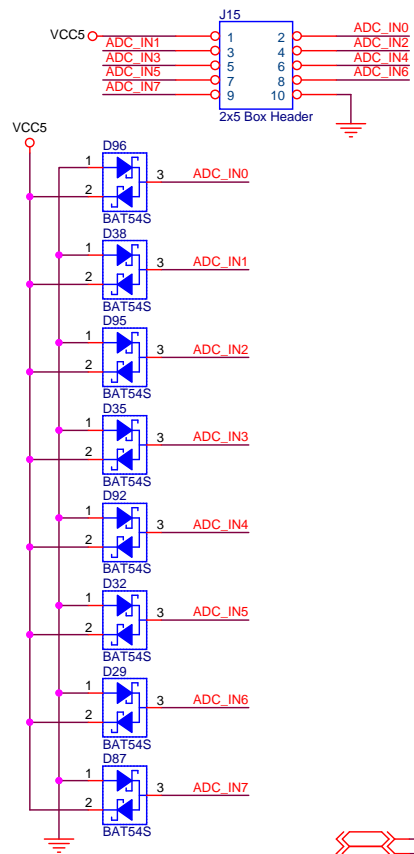 J15
VCC5 1 2 ADC_IN0
ADC_IN1 3 4 ADC_IN2
ADC_IN3 5 6 ADC_IN4
ADC_IN5 7 8 ADC_IN6
ADC_IN7 9 10
2x5 Box Header
VCC5
D96
1
2 3 ADC_IN0
BAT54S
D38
1
2 3 ADC_IN1
BAT54S
D95
1
2 3 ADC_IN2
BAT54S
D35
1
2 3 ADC_IN3
BAT54S
D92
1
2 3 ADC_IN4
BAT54S
D32
1
2 3 ADC_IN5
BAT54S
D29
1
2 3 ADC_IN6
BAT54S
D87
1
2 3 ADC_IN7
BAT54S